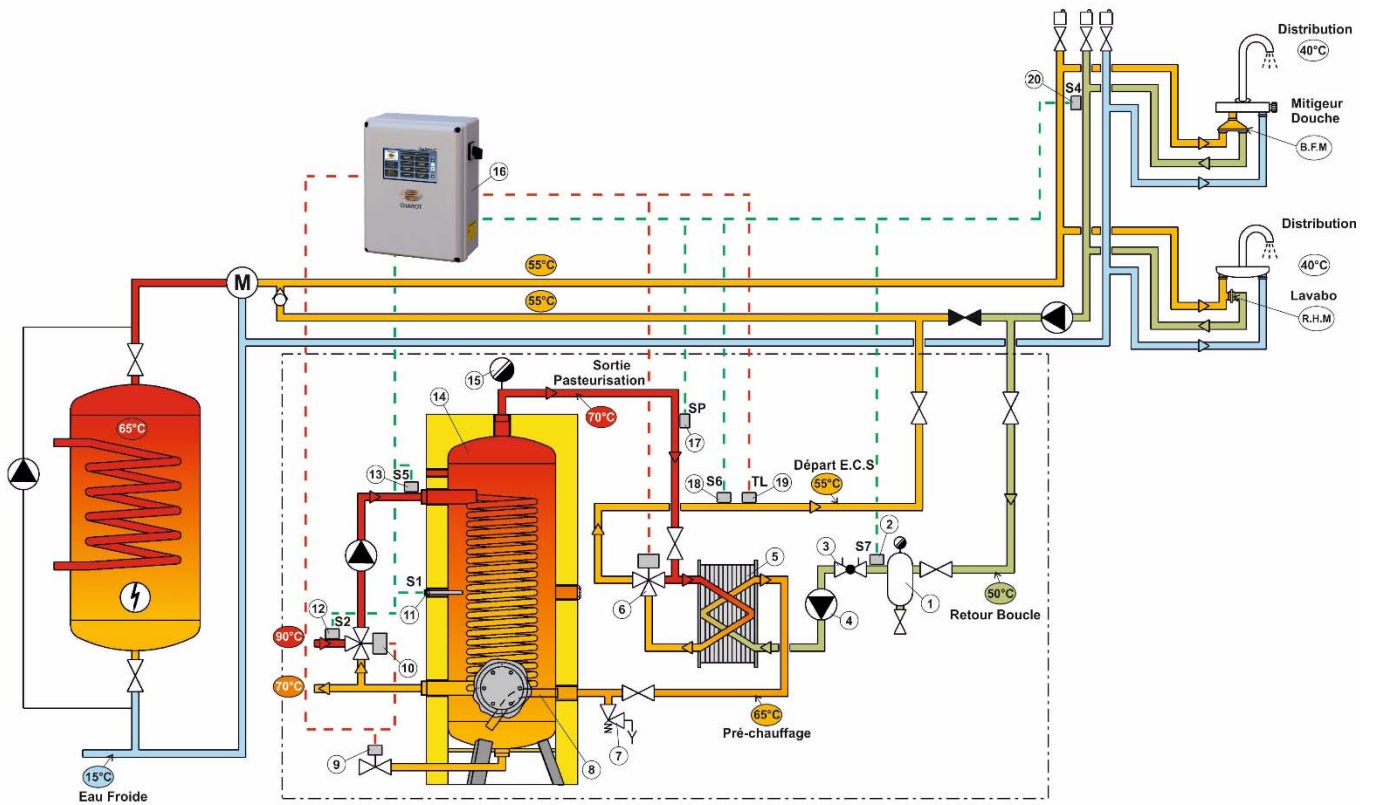 Distribution
40°C
20
S4
Mitigeur
Douche
B.F.M
16
CHAROT
Distribution
40°C
55°C
M
55°C
Lavabo
R.H.M
Sortie
Pasteurisation
15
14
70°C
SP
17
65°C
13
S5
18
S6
TL
19
Départ E.C.S
55°C
2
3
S7
5
S1
11
6
4
1
50°C
Retour Boucle
12
S2
90°C
10
70°C
65°C
Pré-chauffage
9
8
7
15°C
Eau Froide